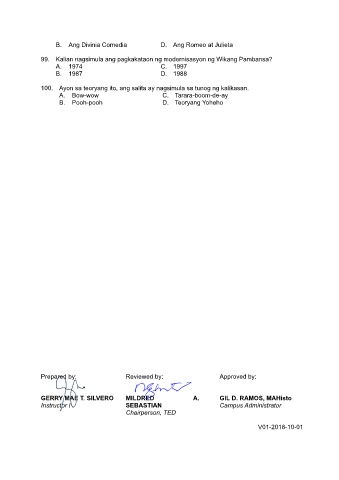 B. Ang Divinia Comedia D. Ang Romeo at Julieta
99. Kailan nagsimula ang pagkakataon ng modernisasyon ng Wikang Pambansa?
A. 1974 C. 1997
B. 1987 D. 1988
100. Ayon sa teoryang ito, ang salita ay nagsimula sa tunog ng kalikasan.
A. Bow-wow C. Tarara-boom-de-ay
B. Pooh-pooh D. Teoryang Yoheho
Prepared by: Reviewed by: Approved by:
GERRY MAE T. SILVERO MILDRED A. GIL D. RAMOS, MAHisto
Instructor I SEBASTIAN Campus Administrator
Chairperson, TED
V01-2018-10-01